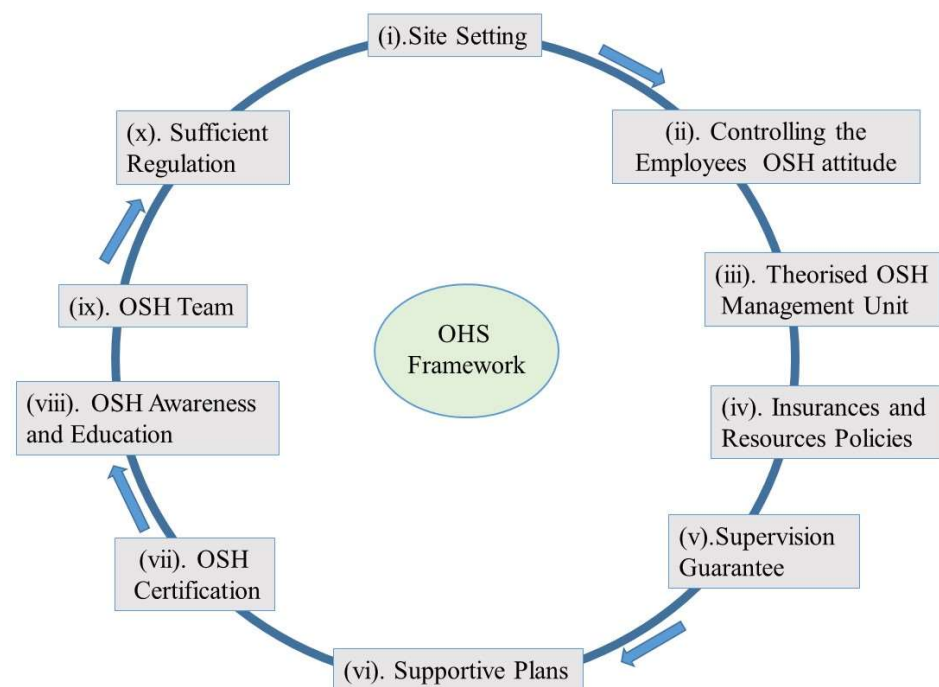 (i).Site Setting
(ii). Controlling the
Employees OSH attitude
(iii). Theorised OSH
Management Unit
(iv). Insurances and
Resources Policies
(v).Supervision
Guarantee
(vi). Supportive Plans
(vii). OSH
Certification
(viii). OSH Awareness
and Education
(ix). OSH Team
(x). Sufficient
Regulation
OHS
Framework